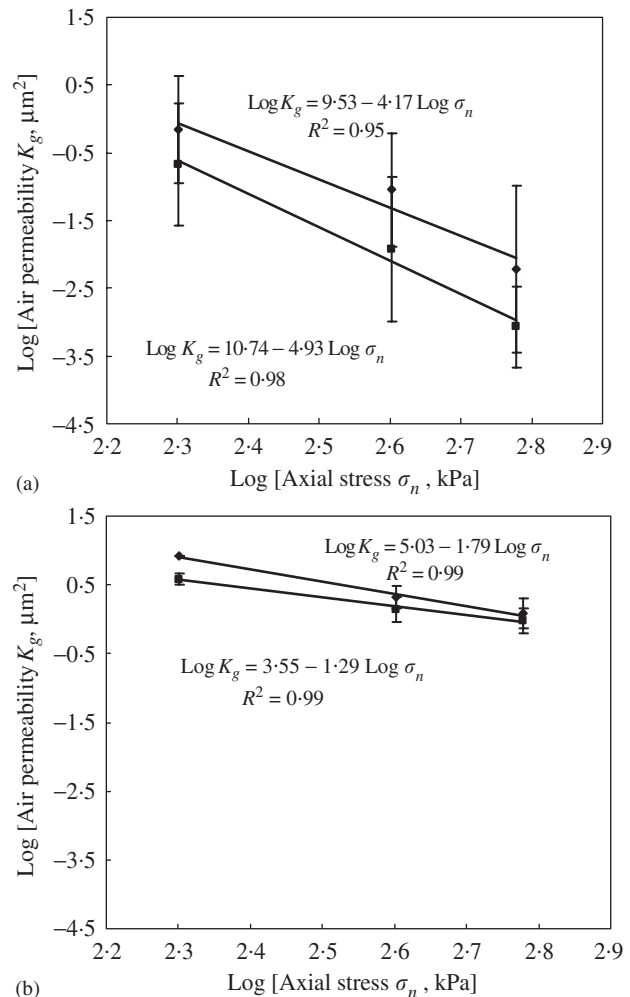 1·5
0·5
−0·5
−1·5
−2·5
−3·5
−4·5
Log [Air permeability K_g, µm²]
Log K_g = 9·53 − 4·17 Log σ_n
R² = 0·95
Log K_g = 10·74 − 4·93 Log σ_n
R² = 0·98
2·2 2·3 2·4 2·5 2·6 2·7 2·8 2·9
(a)
Log [Axial stress σ_n , kPa]
1·5
0·5
−0·5
−1·5
−2·5
−3·5
−4·5
Log [Air permeability K_g, µm²]
Log K_g = 5·03 − 1·79 Log σ_n
R² = 0·99
Log K_g = 3·55 − 1·29 Log σ_n
R² = 0·99
2·2 2·3 2·4 2·5 2·6 2·7 2·8 2·9
(b)
Log [Axial stress σ_n , kPa]